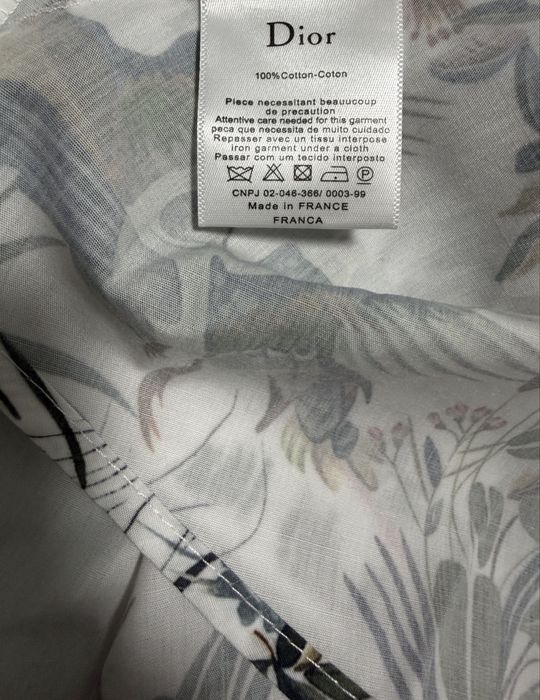 Dior
100%Cotton-Coton
Piece necessitant beauucoup
de precaution
Attentive care needed for this garment
peca que necessita de muito cuidado
Repasser avec un tissu interpose
iron garment under a cloth
Passar com um tecido interposto
P
CNPJ 02-046-366/ 0003-99
Made in FRANCE
FRANCA